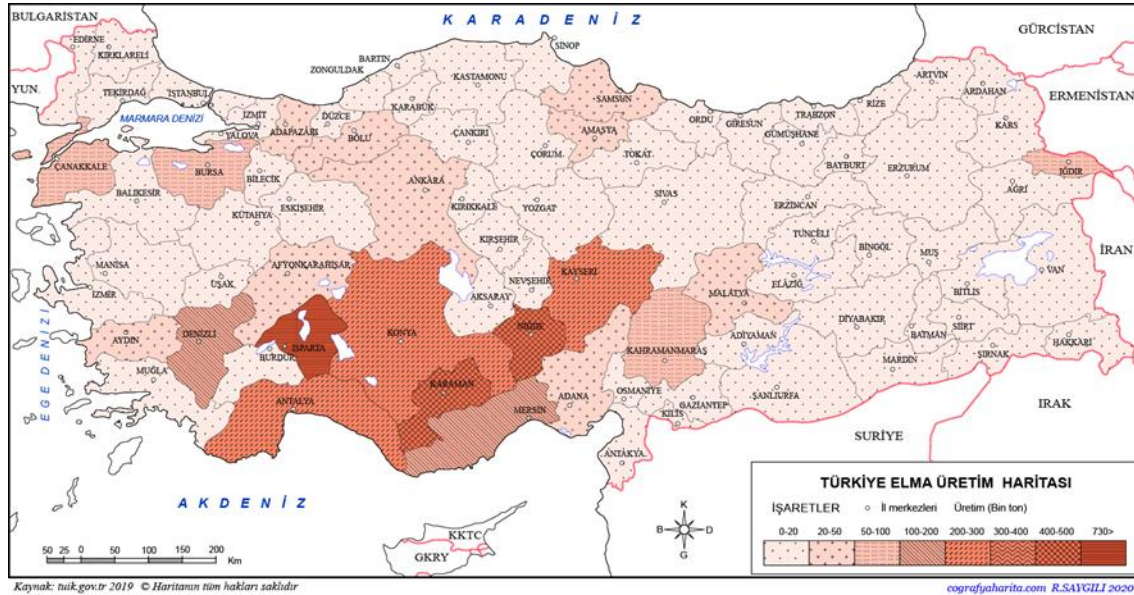 BULGARİSTAN
K A R A D E N İ Z
GÜRCİSTAN
EDİRNE
KIRKLARELİ
SİNOP
BARTIN
ZONGULDAK
KASTAMONU
ARTVİN
ARDAHAN
YUN.
TEKİRDAĞ
İSTANBUL
SAMSUN
ERMENİSTAN
KARABÜK
RİZE
TRABZON
MARMARA DENİZİ
İZMİT
DÜZCE
ORDU
GİRESUN
KARS
ADAPAZARI
BOLU
ÇANKIRI
AMASYA
GÜMÜŞHANE
YALOVA
ÇORUM
TOKAT
BAYBURT
ERZURUM
IĞDIR
ÇANAKKALE
BURSA
BİLECİK
AĞRI
ANKARA
BALIKESİR
ESKİŞEHİR
KIRIKKALE
YOZGAT
SİVAS
ERZİNCAN
KÜTAHYA
TUNCELİ
KIRŞEHİR
BİNGÖL
MUŞ
İRAN
MANİSA
UŞAK
AFYONKARAHİSAR
KAYSERİ
NEVŞEHİR
ELAZIĞ
VAN
İZMİR
AKSARAY
MALATYA
BİTLİS
EGE DENİZİ
AYDIN
DENİZLİ
KONYA
NİĞDE
DİYABAKIR
BATMAN
SİİRT
ADIYAMAN
HAKKARİ
ISPARTA
BURDUR
KAHRAMANMARAŞ
MARDİN
ŞIRNAK
MUĞLA
KARAMAN
ANTALYA
ADANA
OSMANİYE
GAZİANTEP
ŞANLIURFA
MERSİN
KİLİS
IRAK
SURİYE
ANTAKYA
A K D E N İ Z
KKTC
GKRY
K
B
D
G
50 25 0 50 100 150 200
Km
TÜRKİYE ELMA ÜRETİM HARİTASI
İŞARETLER İl merkezleri Üretim (Bin ton)
0-20 20-50 50-100 100-200 200-300 300-400 400-500 730>
Kaynak: tuik.gov.tr 2019 © Haritanın tüm hakları saklıdır
cografyaharita.com R.SAYGILI 2020